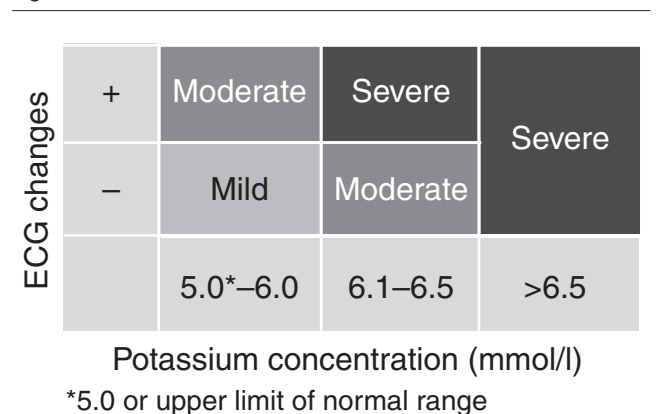 + Moderate Severe
Severe
– Mild Moderate
5.0*–6.0 6.1–6.5 >6.5
ECG changes
Potassium concentration (mmol/l)
*5.0 or upper limit of normal range